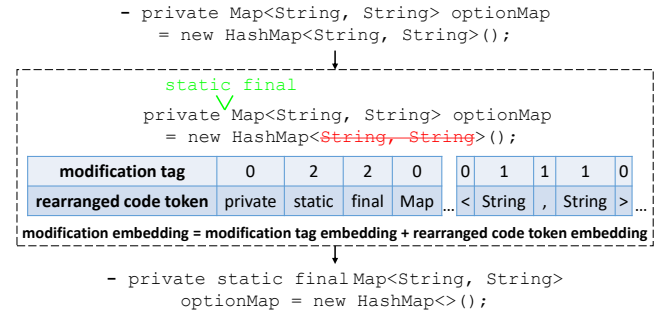 - private Map<String, String> optionMap
= new HashMap<String, String>();
static final
private Map<String, String> optionMap
= new HashMap<String, String>();
modification tag 0 2 2 0 0 1 1 1 0
rearranged code token private static final Map ... < String , String > ...
modification embedding = modification tag embedding + rearranged code token embedding
- private static final Map<String, String>
optionMap = new HashMap<>();